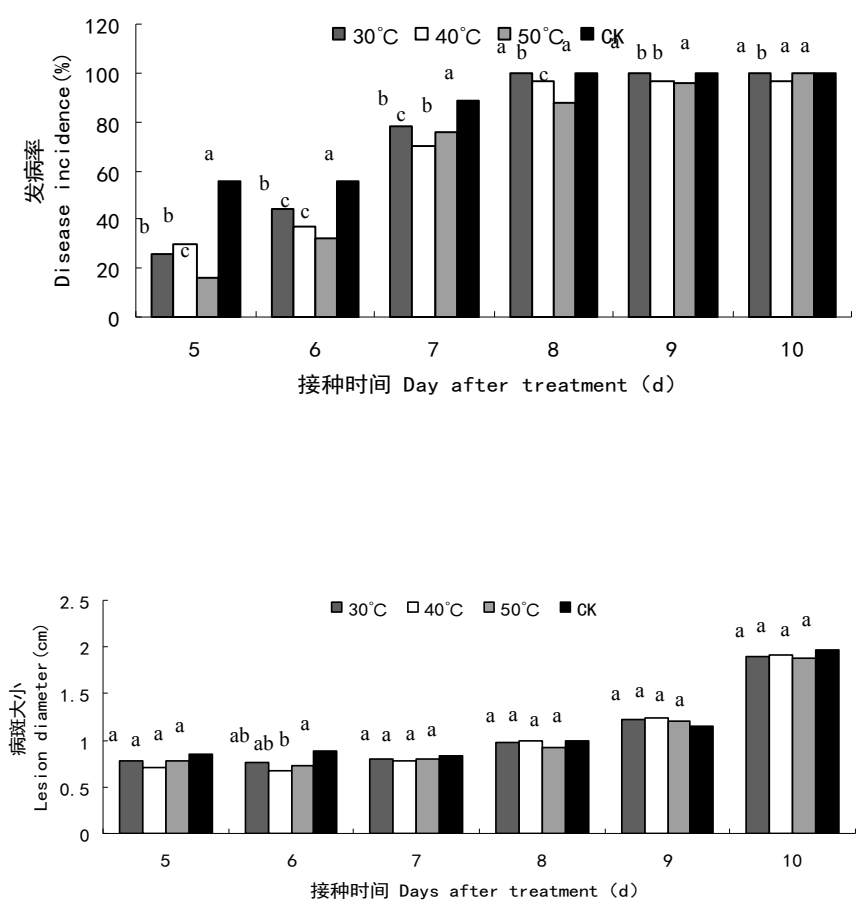 30℃ 40℃ 50℃ CK
120
100
80
60
40
20
0
发病率
Disease incidence(%)
b b c a
b c c a
b c b a
a b c a
a b b a
a b a a
5 6 7 8 9 10
接种时间 Day after treatment (d)
30℃ 40℃ 50℃ CK
2.5
2
1.5
1
0.5
0
病斑大小
Lesion diameter(cm)
a a a a
ab ab b a
a a a a
a a a a
a a a a
a a a a
5 6 7 8 9 10
接种时间 Days after treatment (d)